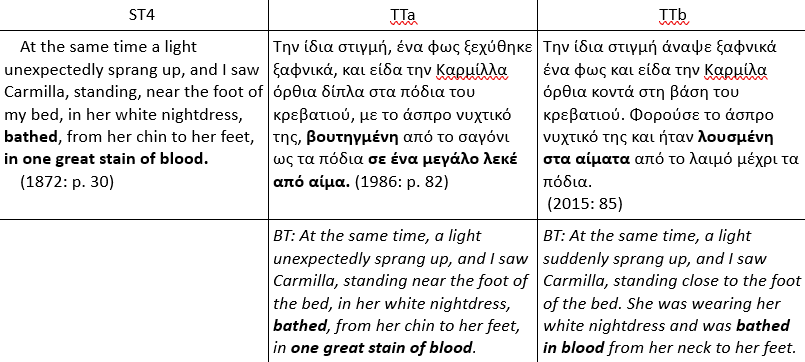 ST4
At the same time a light
unexpectedly sprang up, and I saw
Carmilla, standing, near the foot of
my bed, in her white nightdress,
bathed, from her chin to her feet,
in one great stain of blood.
(1872: p. 30)
TTa
Την ίδια στιγμή, ένα φως ξεχύθηκε
ξαφνικά, και είδα την Καρμίλλα
όρθια δίπλα στα πόδια του
κρεβατιού, με το άσπρο νυχτικό
της, βουτηγμένη από το σαγόνι
ως τα πόδια σε ένα μεγάλο λεκέ
από αίμα. (1986: p. 82)
TTb
Την ίδια στιγμή άναψε ξαφνικά
ένα φως και είδα την Καρμίλα
όρθια κοντά στη βάση του
κρεβατιού. Φορούσε το άσπρο
νυχτικό της και ήταν λουσμένη
στα αίματα από το λαιμό μέχρι τα
πόδια.
(2015: 85)
BT: At the same time, a light
unexpectedly sprang up, and I saw
Carmilla, standing near the foot of
the bed, in her white nightdress,
bathed, from her chin to her feet,
in one great stain of blood.
BT: At the same time, a light
suddenly sprang up, and I saw
Carmilla, standing close to the foot
of the bed. She was wearing her
white nightdress and was bathed
in blood from her neck to her feet.